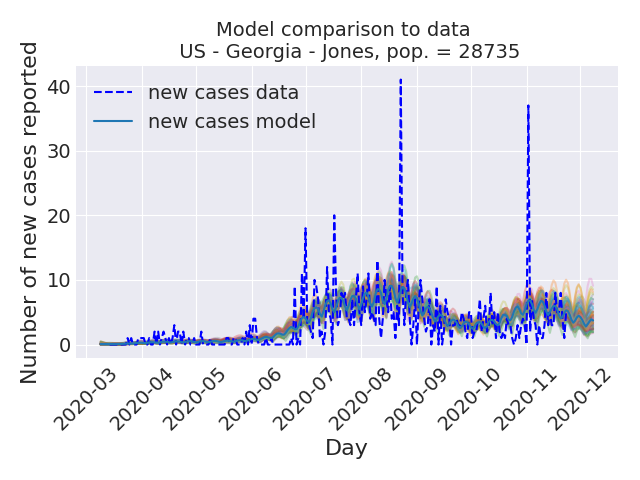 Model comparison to data
US - Georgia - Jones, pop. = 28735
new cases data
new cases model
Number of new cases reported
40
30
20
10
0
2020-03
2020-04
2020-05
2020-06
2020-07
2020-08
2020-09
2020-10
2020-11
2020-12
Day